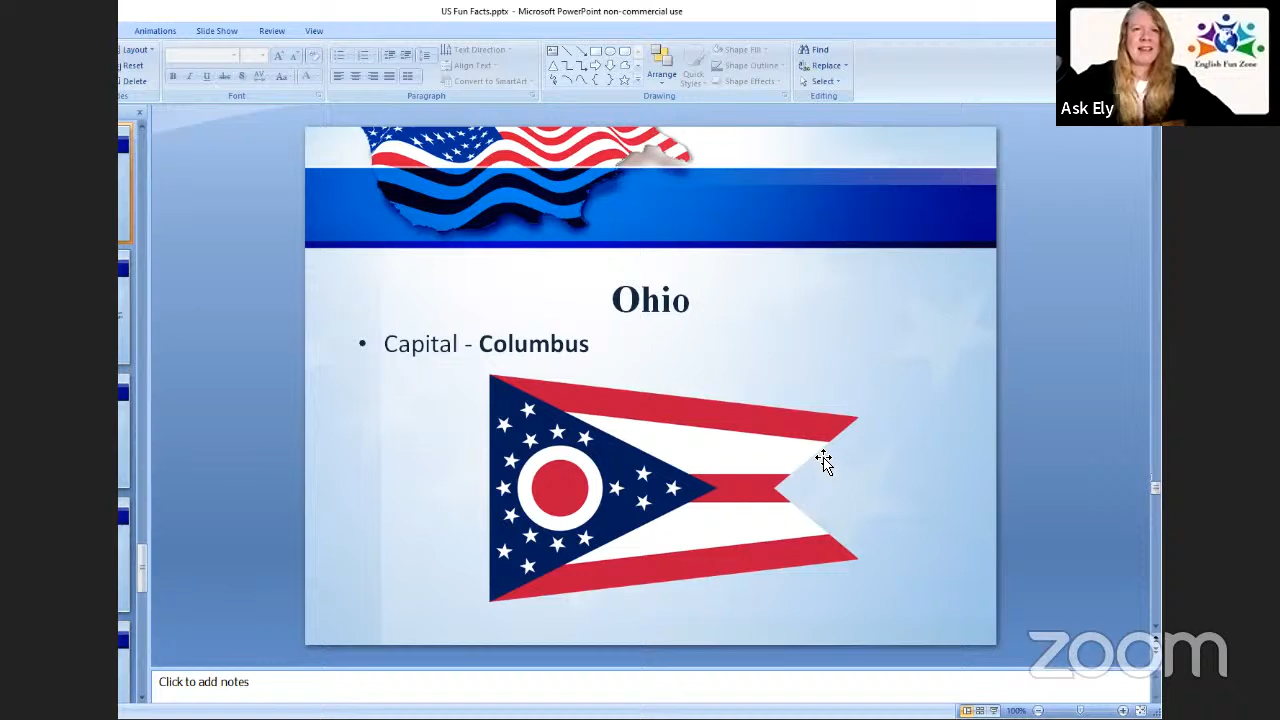 US Fun Facts.pptx - Microsoft PowerPoint non-commercial use
Animations Slide Show Review View
Layout
Reset
Delete
Font
Text Direction
Align Text
Convert to SmartArt
Paragraph
Arrange
Quick Styles
Shape Fill
Shape Outline
Shape Effects
Drawing
Find
Replace
Select
Editing
English Fun Zone
Ask Ely
Ohio
• Capital - Columbus
zoom
Click to add notes
100%